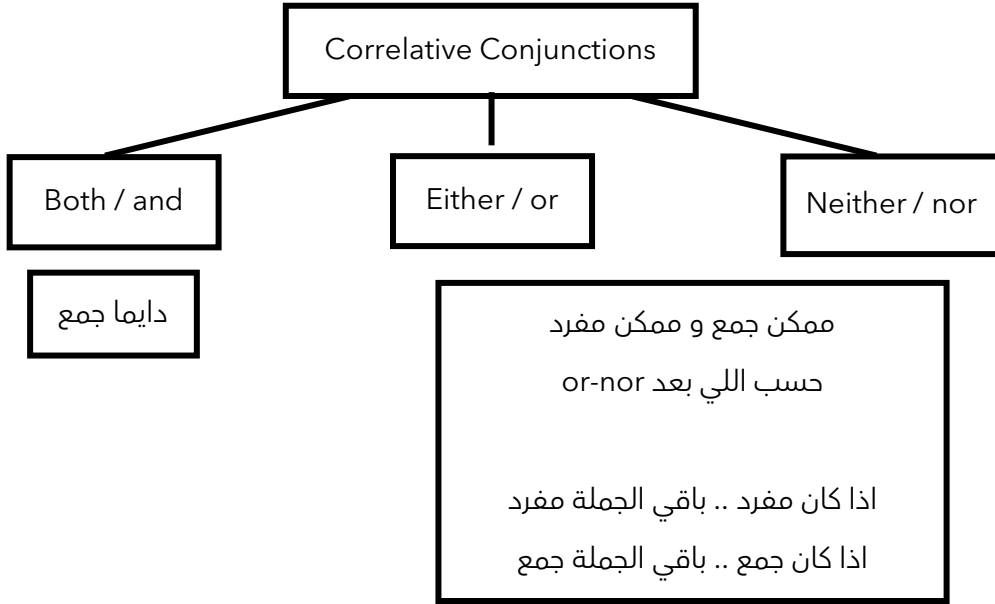 Correlative Conjunctions
Both / and
Either / or
Neither / nor
دايما جمع
ممكن جمع و ممكن مفرد
حسب اللي بعد or-nor
اذا كان مفرد .. باقي الجملة مفرد
اذا كان جمع .. باقي الجملة جمع